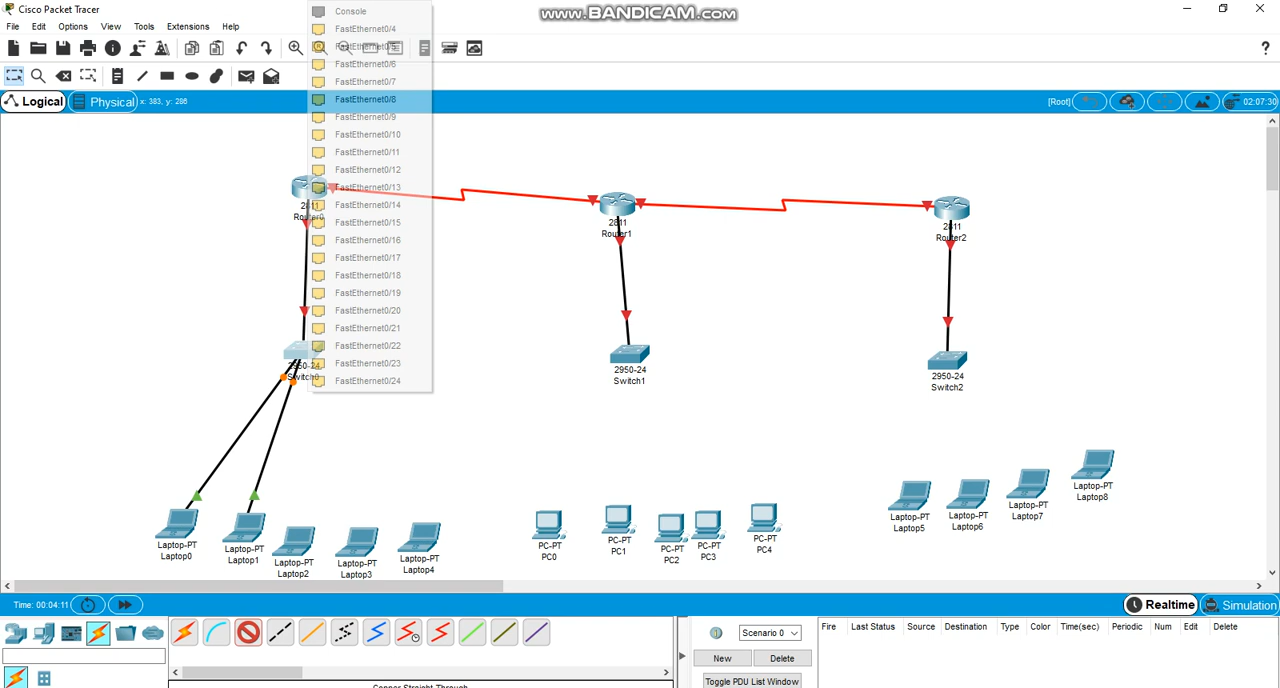 Cisco Packet Tracer
www.BANDICAM.com
File Edit Options View Tools Extensions Help
?
Logical Physical x: 383, y: 286 [Root] 02:07:30
Console
FastEthernet0/4
FastEthernet0/5
FastEthernet0/6
FastEthernet0/7
FastEthernet0/8
FastEthernet0/9
FastEthernet0/10
FastEthernet0/11
FastEthernet0/12
FastEthernet0/13
FastEthernet0/14
FastEthernet0/15
FastEthernet0/16
FastEthernet0/17
FastEthernet0/18
FastEthernet0/19
FastEthernet0/20
FastEthernet0/21
FastEthernet0/22
FastEthernet0/23
FastEthernet0/24
Router0
2811
Router1
2811
Router2
2950-24
Switch0
2950-24
Switch1
2950-24
Switch2
Laptop-PT
Laptop0
Laptop-PT
Laptop1
Laptop-PT
Laptop2
Laptop-PT
Laptop3
Laptop-PT
Laptop4
PC-PT
PC0
PC-PT
PC1
PC-PT
PC2
PC-PT
PC3
PC-PT
PC4
Laptop-PT
Laptop5
Laptop-PT
Laptop6
Laptop-PT
Laptop7
Laptop-PT
Laptop8
Time: 00:04:11 Realtime Simulation
Scenario 0
New Delete
Toggle PDU List Window
Fire Last Status Source Destination Type Color Time(sec) Periodic Num Edit Delete
Copper Straight-Through